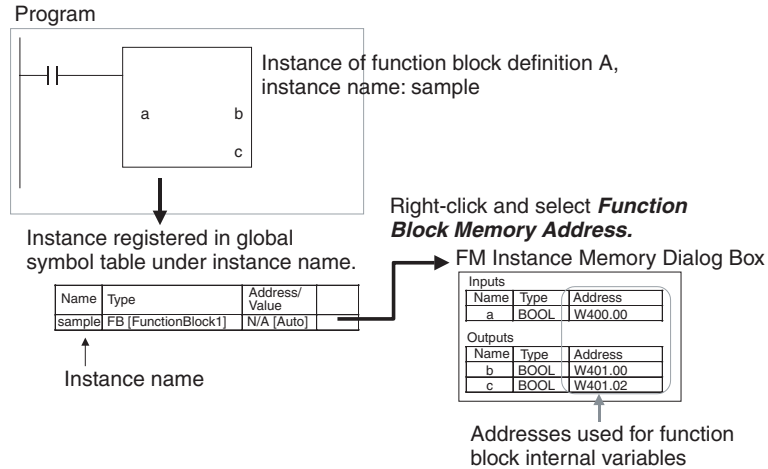 Program
Instance of function block definition A,
instance name: sample
a b
c
Instance registered in global
symbol table under instance name.
Name Type Address/
Value
sample FB [FunctionBlock1] N/A [Auto]
Instance name
Right-click and select Function
Block Memory Address.
FM Instance Memory Dialog Box
Inputs
Name Type Address
a BOOL W400.00
Outputs
Name Type Address
b BOOL W401.00
c BOOL W401.02
Addresses used for function
block internal variables